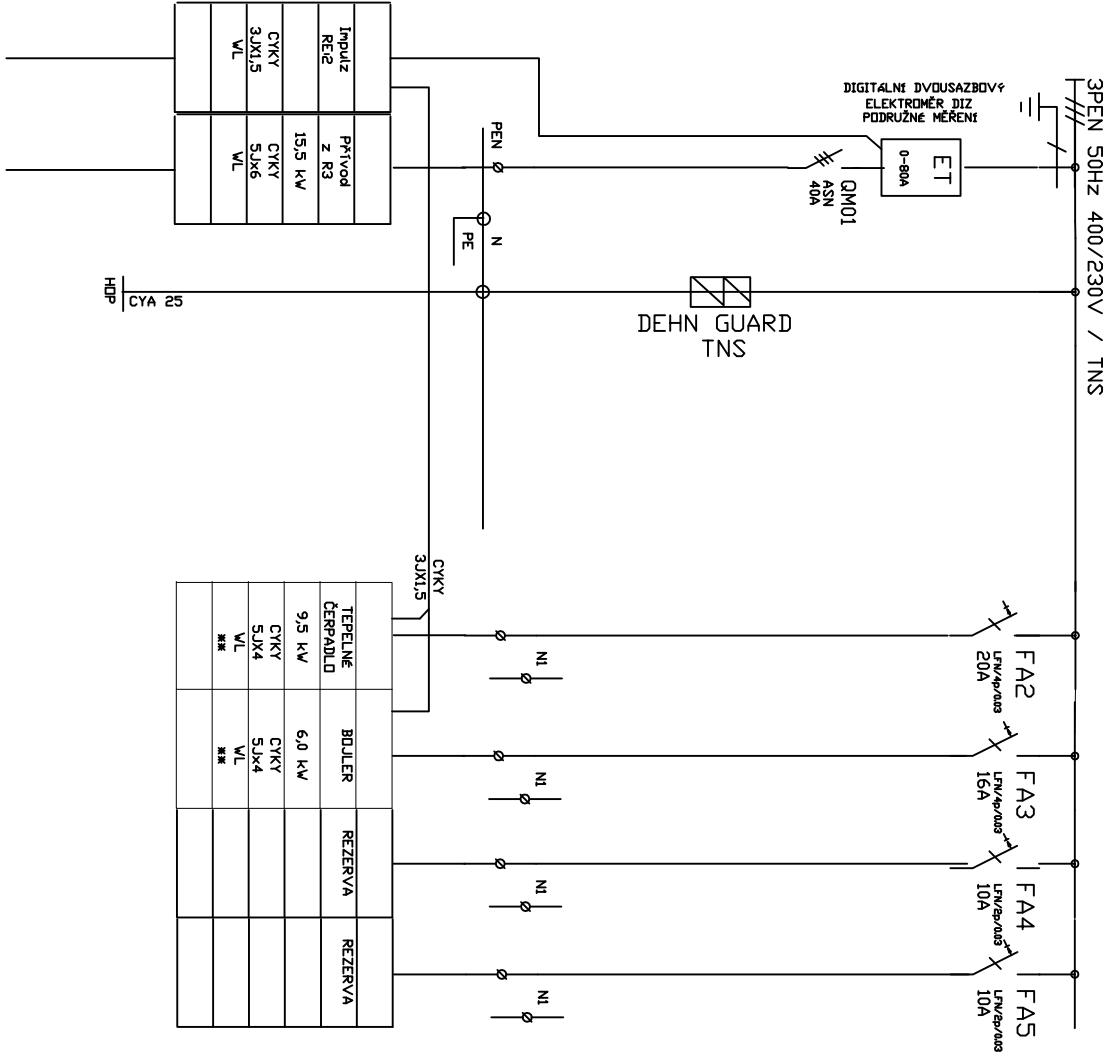 3PEN 50Hz 400/230V / TNS
DIGITáLNí DVOUSAZBOVý
ELEKTROMěR DIZ
PODRUŽNé MěŘENí
ET
0-80A
QM01
ASN
40A
DEHN GUARD
TNS
FA2
LFN/4p/0.03
20A
FA3
LFN/4p/0.03
16A
FA4
LFN/2p/0.03
10A
FA5
LFN/2p/0.03
10A
PEN
N
PE
N1
N1
N1
N1
HOP
CYA 25
CYKY
3JX1,5
Impulz
REi2
CYKY
3JX1,5
WL
Přívod
z R3
15,5 kW
CYKY
5Jx6
WL
TEPELNé
ČERPADLO
9,5 kW
CYKY
5JX4
WL
**
BOJLER
6,0 kW
CYKY
5Jx4
WL
**
REZERVA
REZERVA